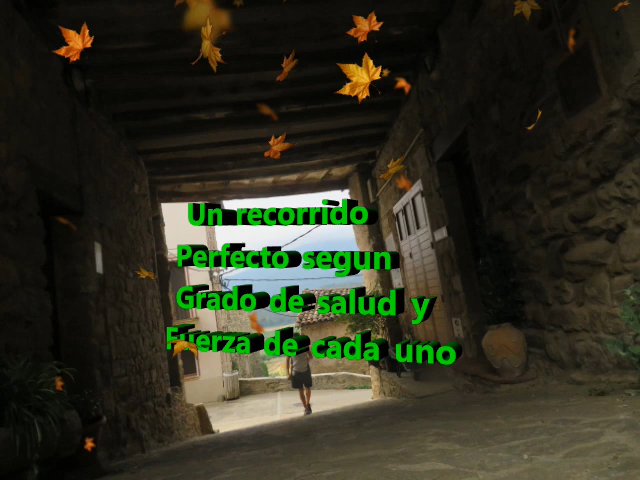 Un recorrido
Perfecto segun
Grado de salud y
Fuerza de cada uno